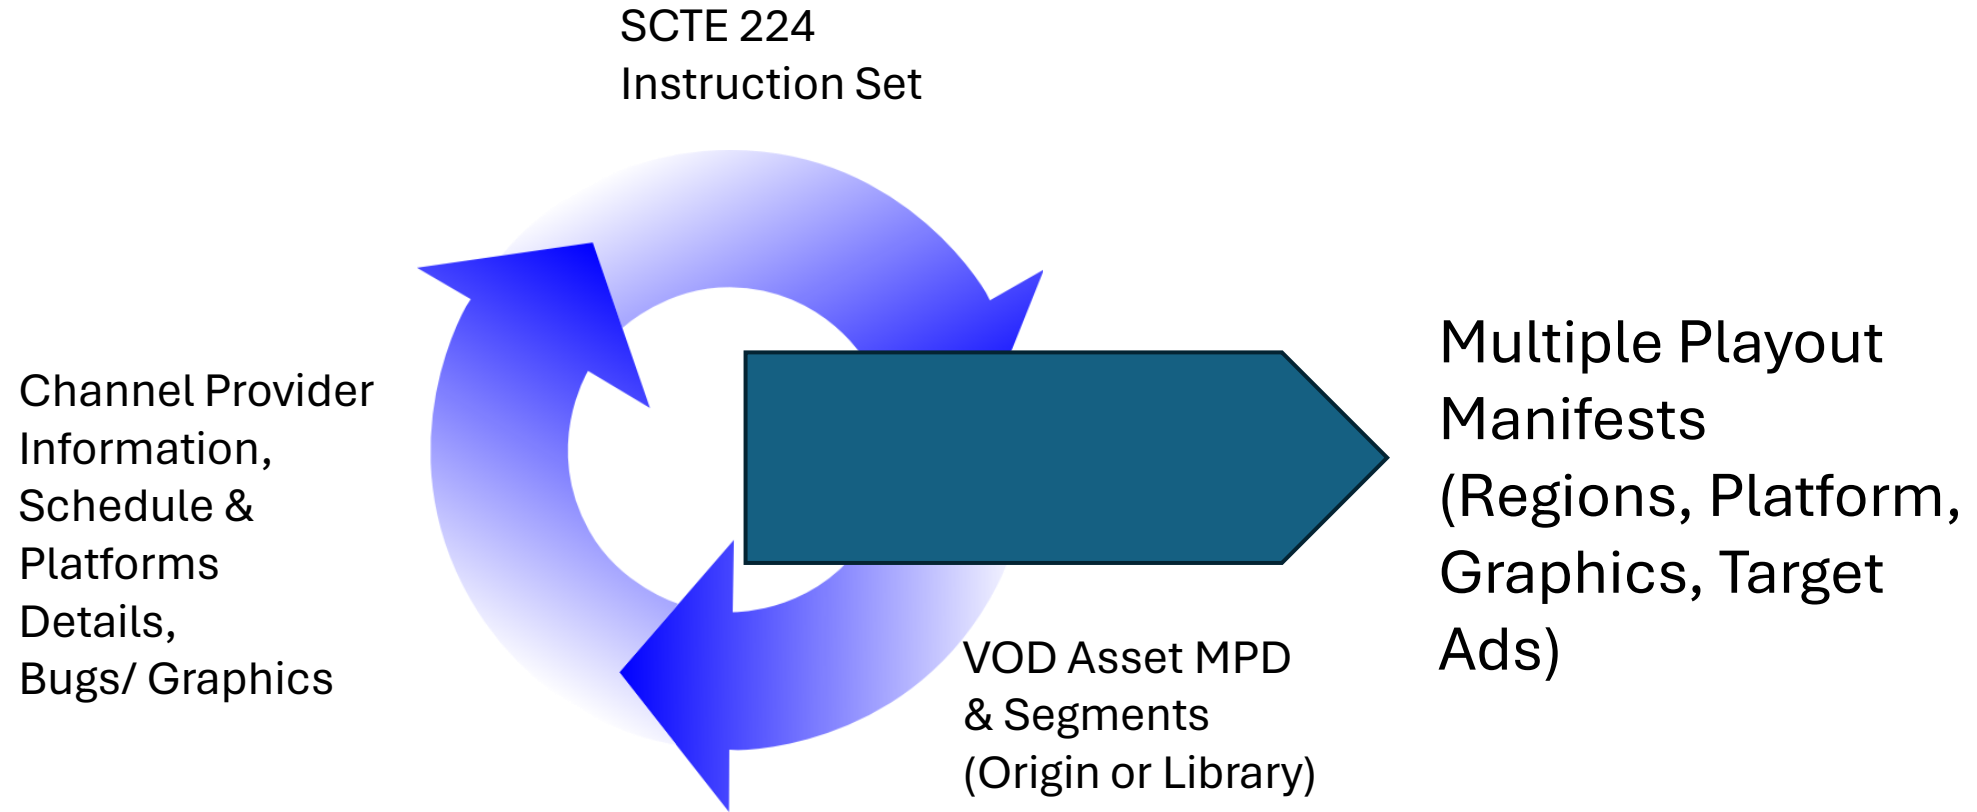 SCTE 224
Instruction Set
Channel Provider
Information,
Schedule &
Platforms
Details,
Bugs/ Graphics
VOD Asset MPD
& Segments
(Origin or Library)
Multiple Playout
Manifests
(Regions, Platform,
Graphics, Target
Ads)